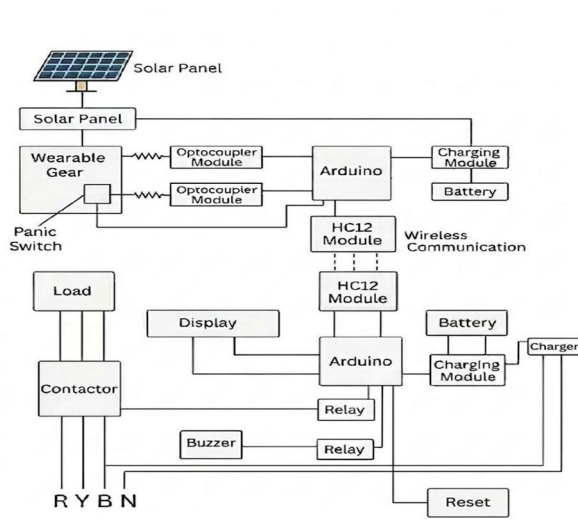 Solar Panel
Solar Panel
Wearable
Gear
Optocoupler
Module
Optocoupler
Module
Arduino
Charging
Module
Battery
Panic
Switch
HC12
Module
Wireless
Communication
HC12
Module
Load
Display
Battery
Arduino
Charging
Module
Charger
Contactor
Relay
Buzzer
Relay
R Y B N
Reset